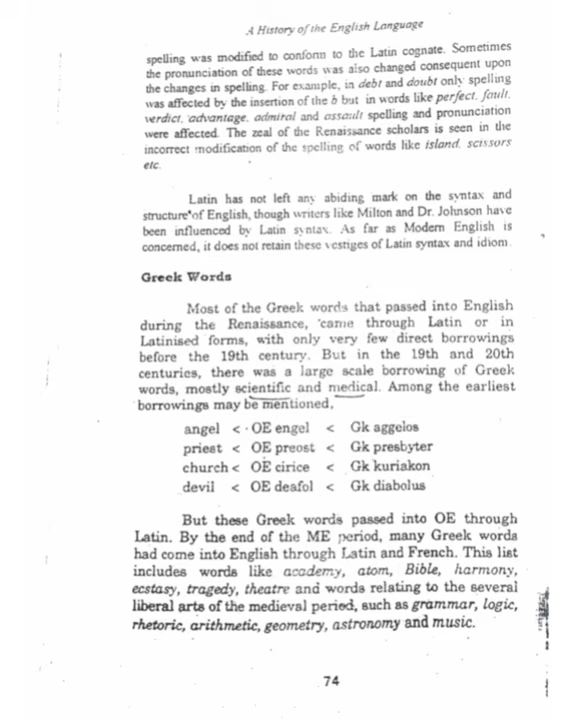 A History of the English Language
spelling was modified to conform to the Latin cognate. Sometimes
the pronunciation of these words was also changed consequent upon
the changes in spelling. For example, in debt and doubt only spelling
was affected by the insertion of the b but in words like perfect, fault,
verdict, advantage, admiral and assault spelling and pronunciation
were affected. The zeal of the Renaissance scholars is seen in the
incorrect modification of the spelling of words like island, scissors
etc.
Latin has not left any abiding mark on the syntax and
structure of English, though writers like Milton and Dr. Johnson have
been influenced by Latin syntax. As far as Modern English is
concerned, it does not retain these vestiges of Latin syntax and idiom.
Greek Words
Most of the Greek words that passed into English
during the Renaissance, came through Latin or in
Latinised forms, with only very few direct borrowings
before the 19th century. But in the 19th and 20th
centuries, there was a large scale borrowing of Greek
words, mostly scientific and medical. Among the earliest
borrowings may be mentioned,
angel < OE engel < Gk aggelos
priest < OE preost < Gk presbyter
church < OE cirice < Gk kuriakon
devil < OE deafol < Gk diabolus
But these Greek words passed into OE through
Latin. By the end of the ME period, many Greek words
had come into English through Latin and French. This list
includes words like academy, atom, Bible, harmony,
ecstasy, tragedy, theatre and words relating to the several
liberal arts of the medieval period, such as grammar, logic,
rhetoric, arithmetic, geometry, astronomy and music.
74